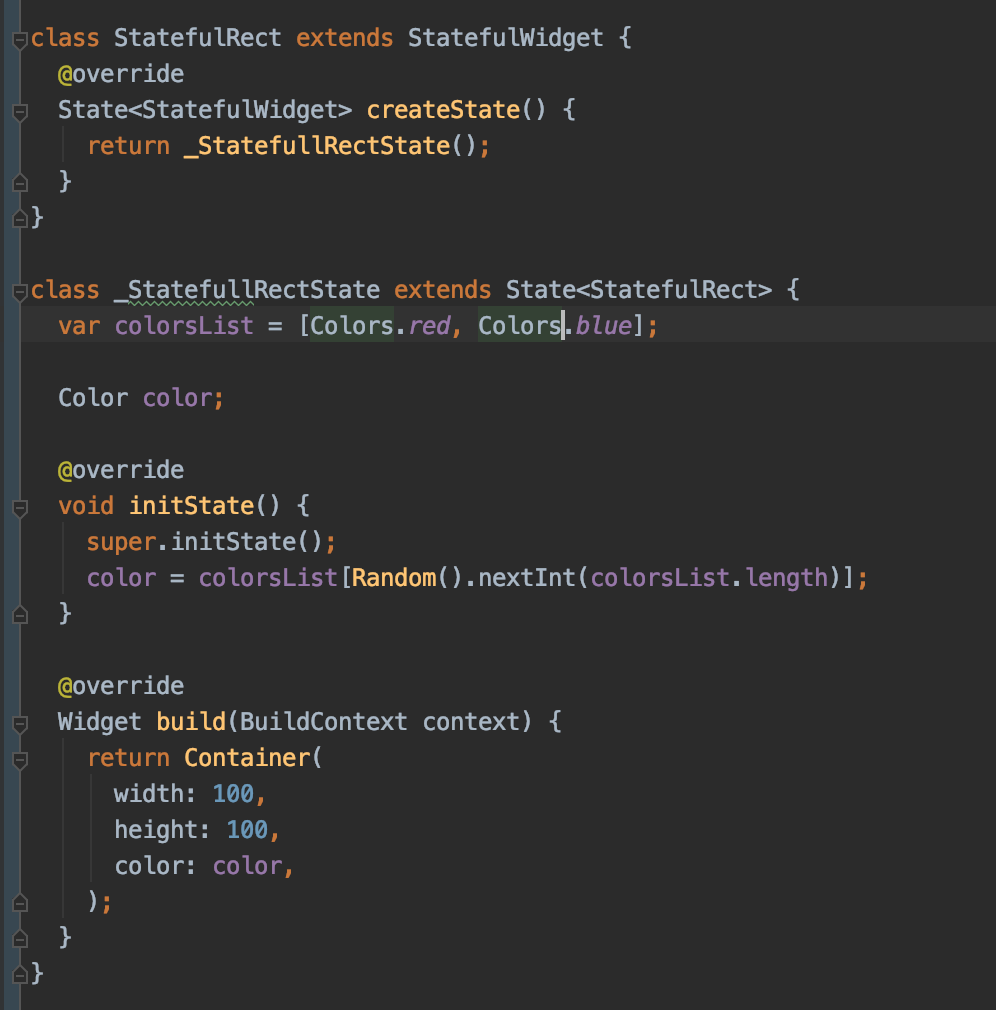 class StatefulRect extends StatefulWidget {
  @override
  State<StatefulWidget> createState() {
    return _StatefullRectState();
  }
}

class _StatefullRectState extends State<StatefulRect> {
  var colorsList = [Colors.red, Colors.blue];

  Color color;

  @override
  void initState() {
    super.initState();
    color = colorsList[Random().nextInt(colorsList.length)];
  }

  @override
  Widget build(BuildContext context) {
    return Container(
      width: 100,
      height: 100,
      color: color,
    );
  }
}